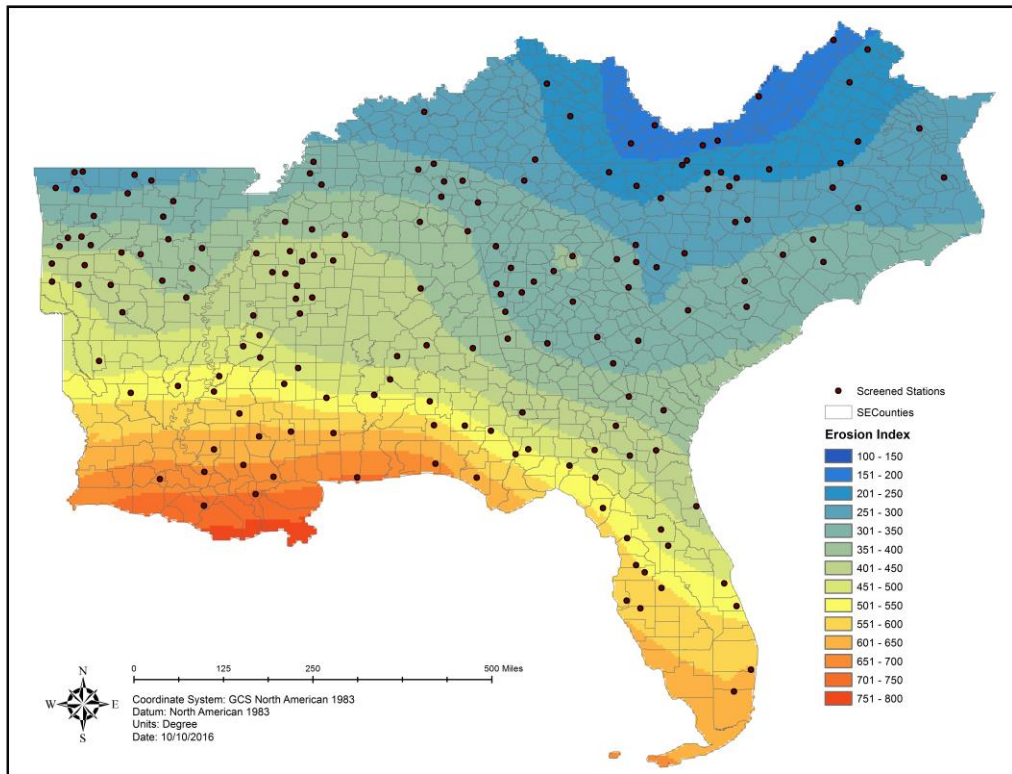 Screened Stations
SECounties
Erosion Index
100 - 150
151 - 200
201 - 250
251 - 300
301 - 350
351 - 400
401 - 450
451 - 500
501 - 550
551 - 600
601 - 650
651 - 700
701 - 750
751 - 800
0 125 250 500 Miles
N
W E
S
Coordinate System: GCS North American 1983
Datum: North American 1983
Units: Degree
Date: 10/10/2016